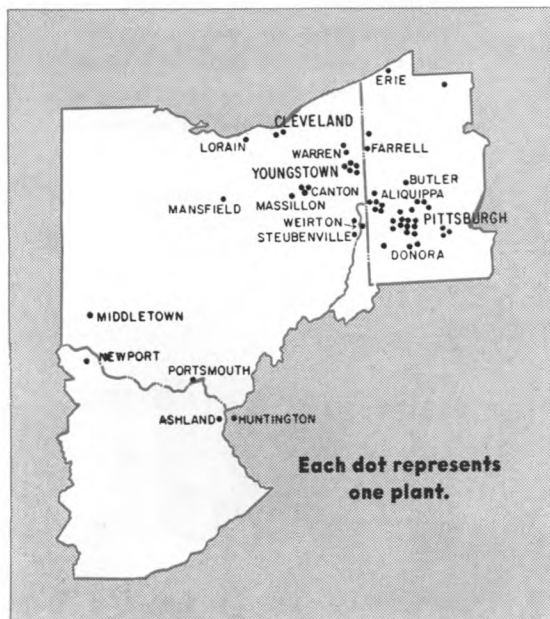 ERIE
CLEVELAND
LORAIN
WARREN
FARRELL
YOUNGSTOWN
BUTLER
CANTON
ALIQUIPPA
MASSILLON
MANSFIELD
WEIRTON
PITTSBURGH
STEUBENVILLE
DONORA
MIDDLETOWN
NEWPORT
PORTSMOUTH
ASHLAND
HUNTINGTON
Each dot represents
one plant.